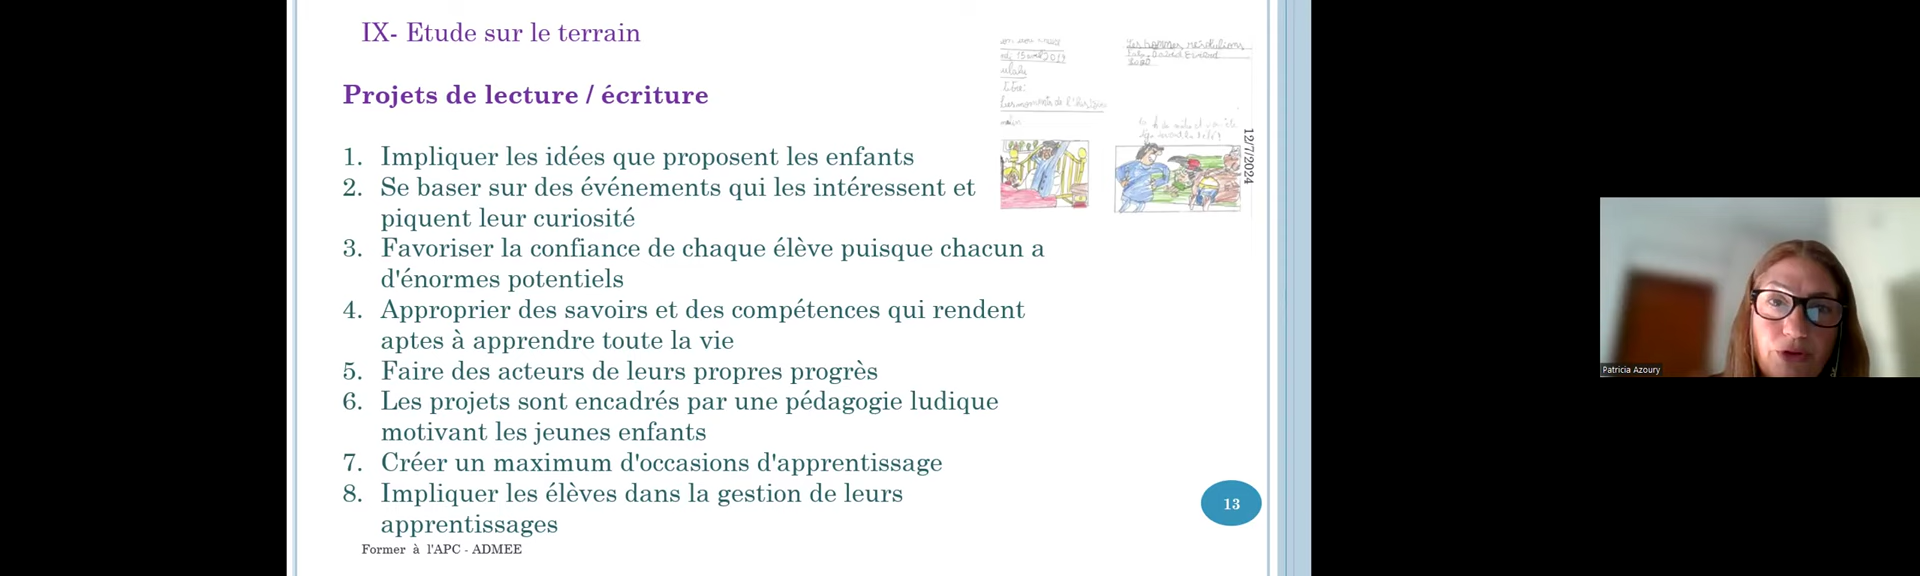 IX- Etude sur le terrain
Projets de lecture / écriture
1. Impliquer les idées que proposent les enfants
2. Se baser sur des événements qui les intéressent et
piquent leur curiosité
3. Favoriser la confiance de chaque élève puisque chacun a
d'énormes potentiels
4. Approprier des savoirs et des compétences qui rendent
aptes à apprendre toute la vie
5. Faire des acteurs de leurs propres progrès
6. Les projets sont encadrés par une pédagogie ludique
motivant les jeunes enfants
7. Créer un maximum d'occasions d'apprentissage
8. Impliquer les élèves dans la gestion de leurs
apprentissages
Former à l'APC - ADMEE
12/7/2024
13
Patricia Azoury